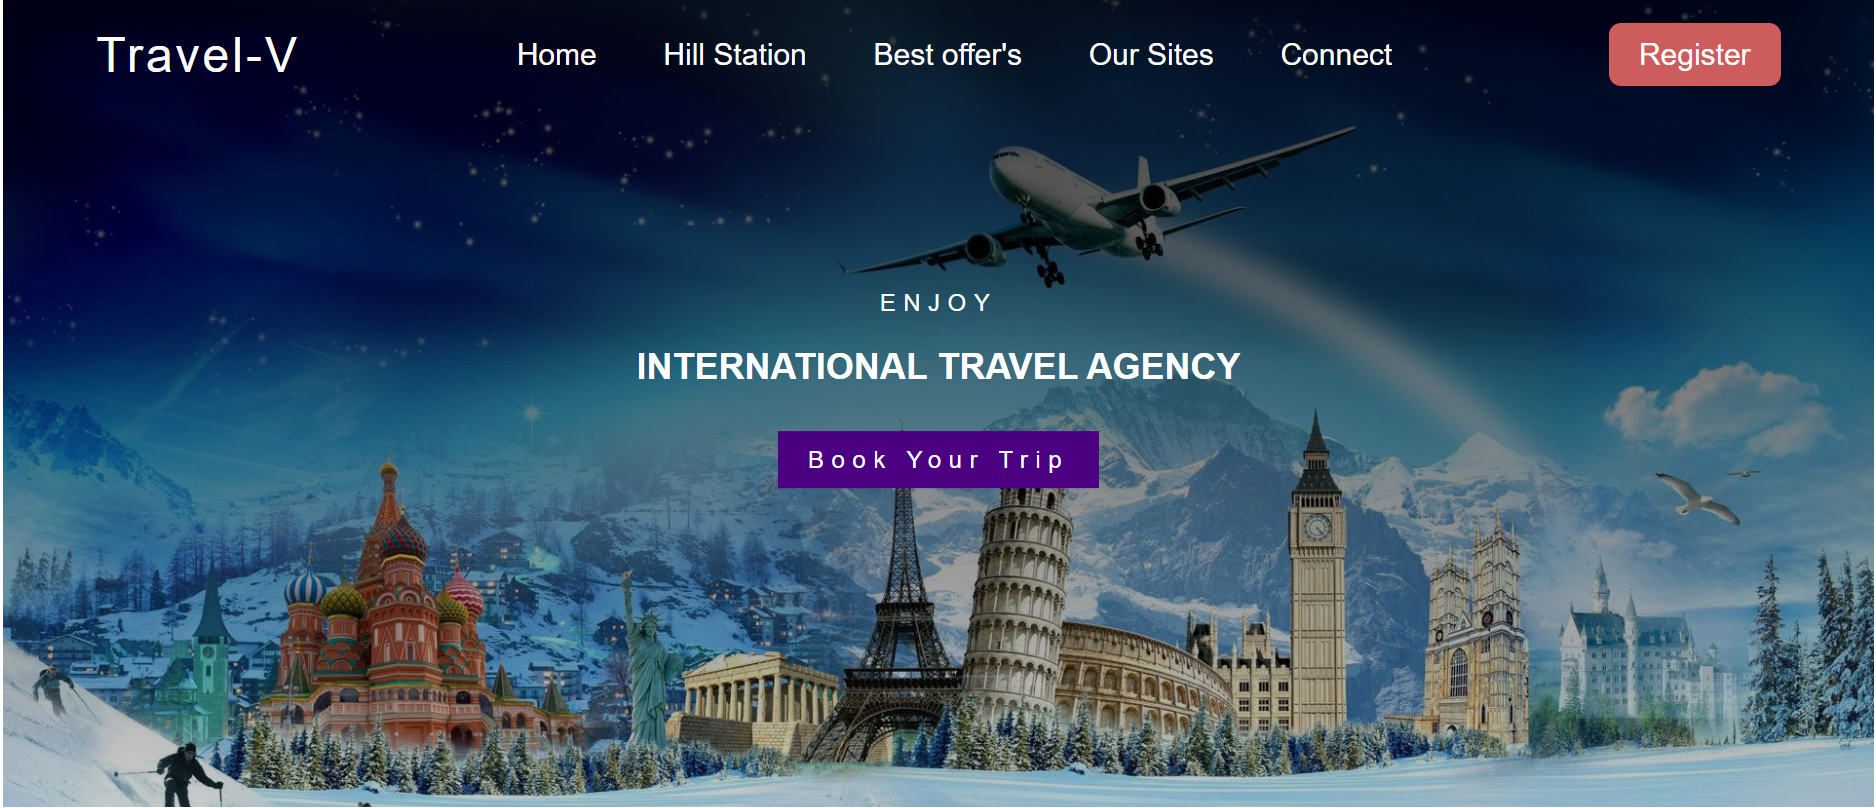 Travel-V
Home
Hill Station
Best offer's
Our Sites
Connect
Register
ENJOY
INTERNATIONAL TRAVEL AGENCY
Book Your Trip